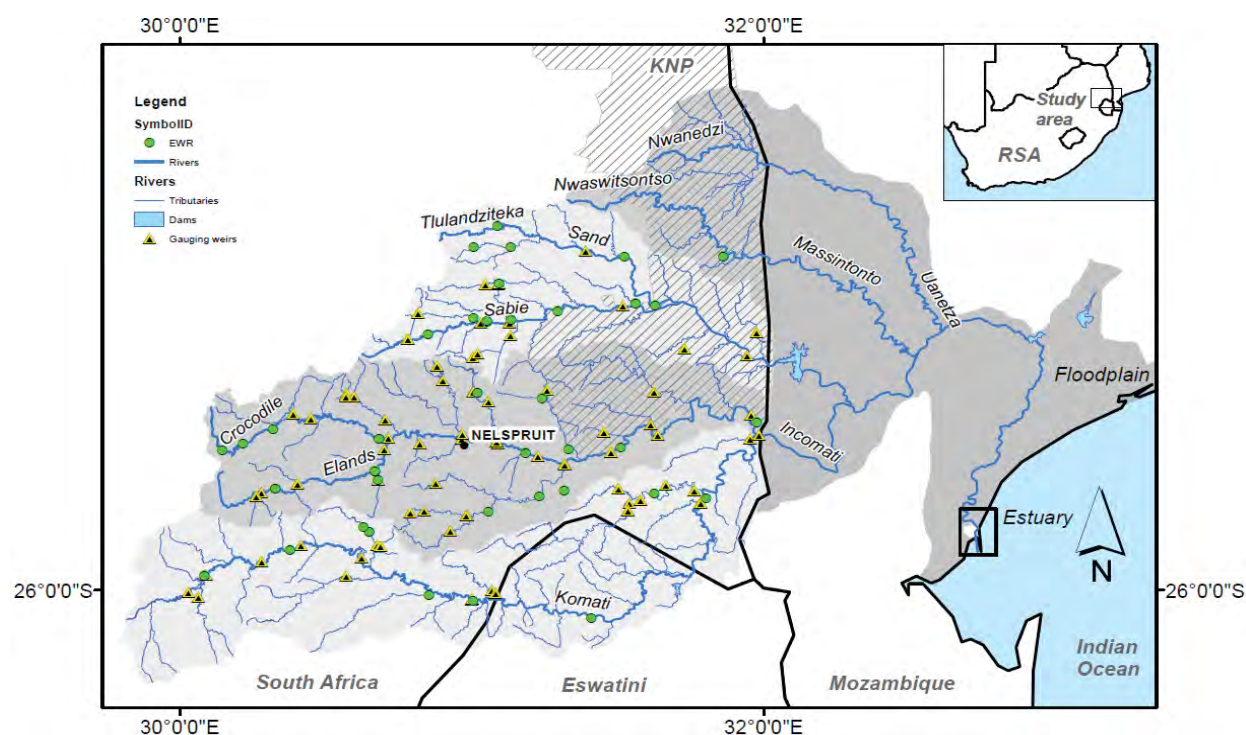 30°0'0"E
32°0'0"E
KNP
Legend
SymbolID
EWR
Rivers
Rivers
Tributaries
Dams
Gauging weirs
Study
area
RSA
Nwanedzi
Nwaswitsontso
Tlulandziteka
Sand
Massintonto
Uanetza
Sabie
Floodplain
Crocodile
NELSPRUIT
Incomati
Elands
Estuary
N
26°0'0"S
26°0'0"S
Komati
Indian
Ocean
South Africa
Eswatini
Mozambique
30°0'0"E
32°0'0"E